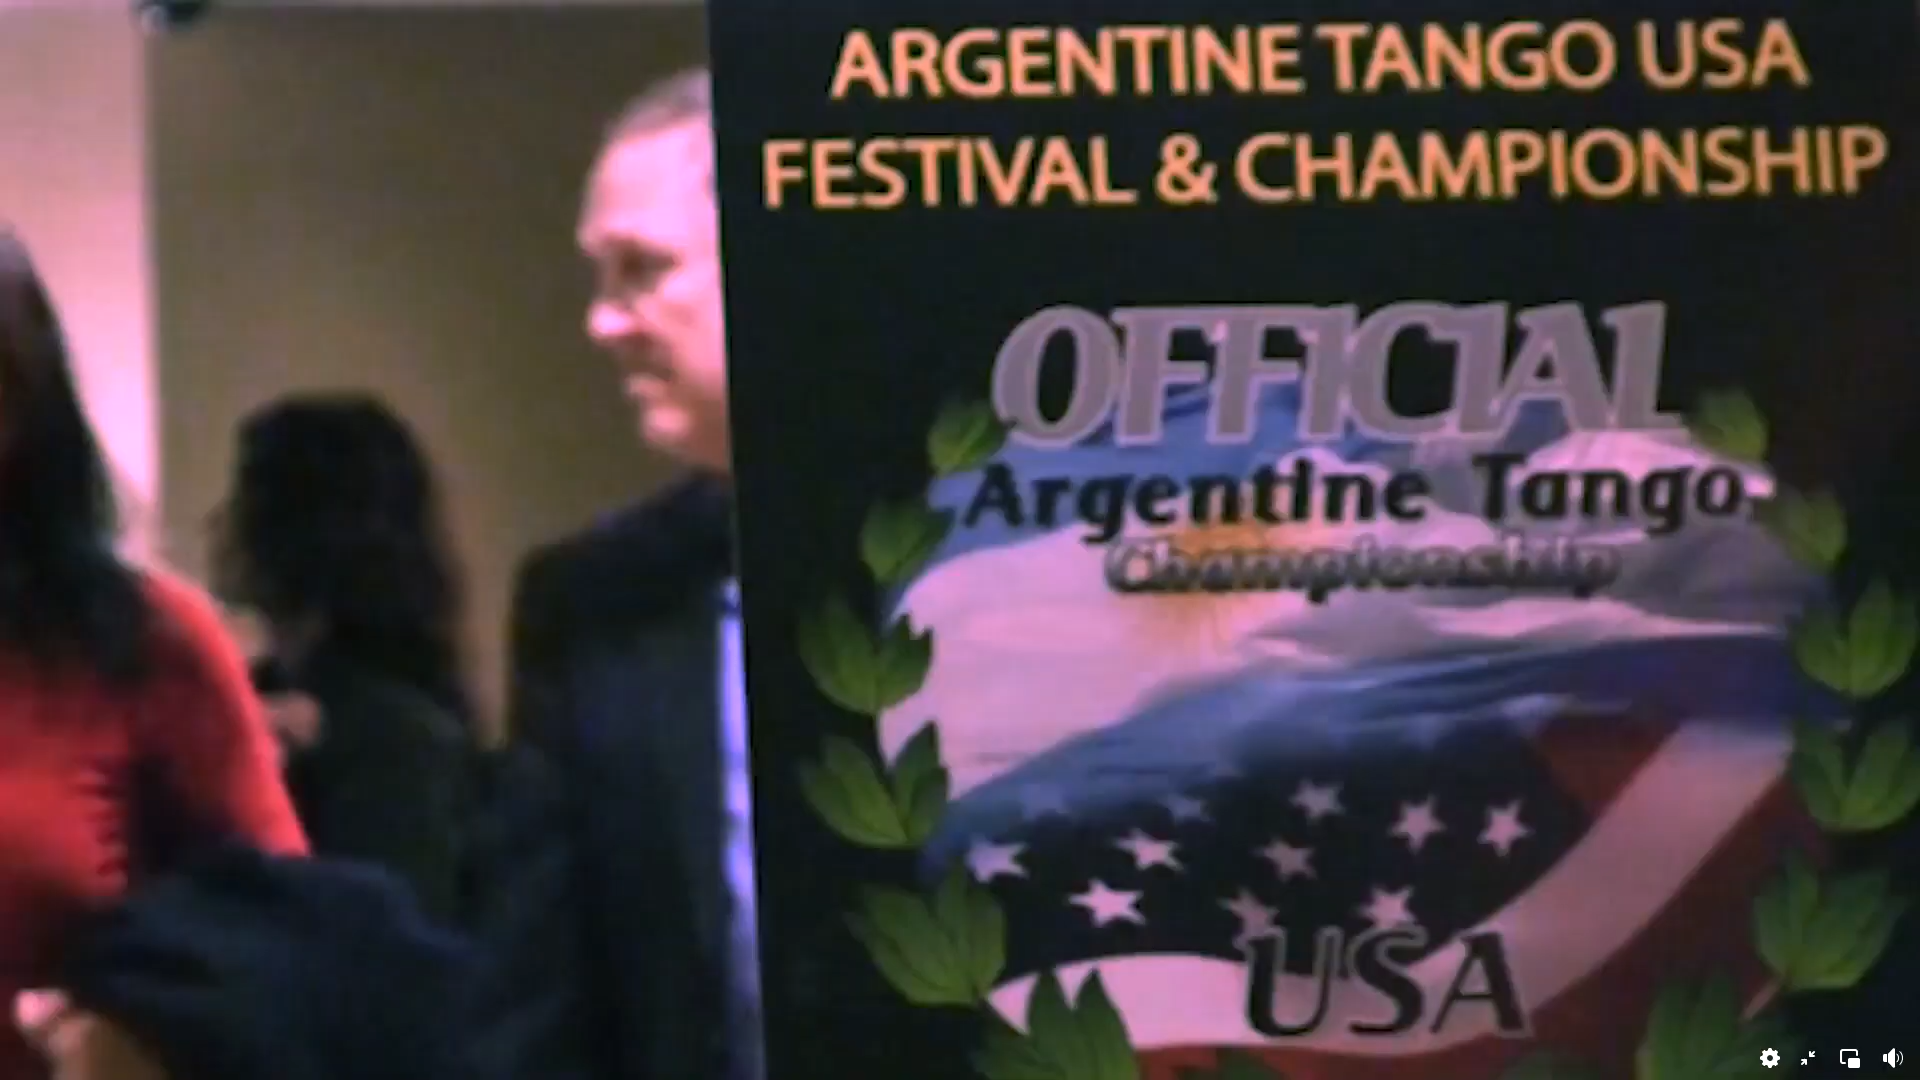 ARGENTINE TANGO USA
FESTIVAL & CHAMPIONSHIP
OFFICIAL
Argentine Tango
Championship
USA